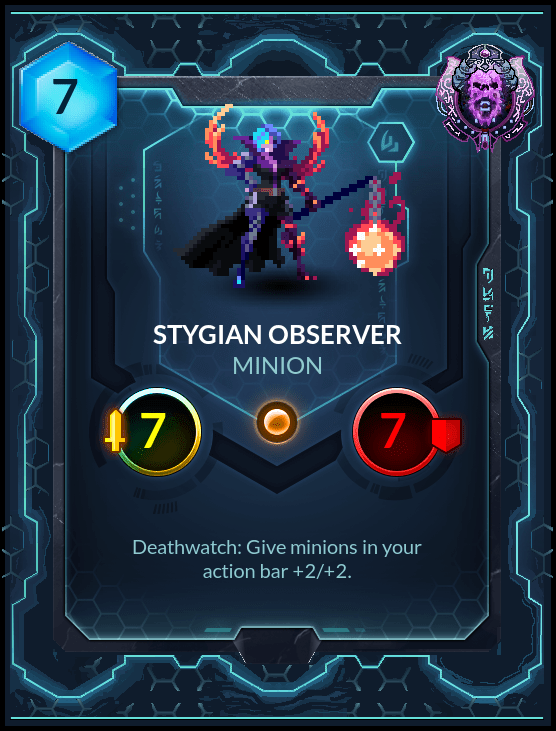 7
STYGIAN OBSERVER
MINION
7
7
Deathwatch: Give minions in your
action bar +2/+2.